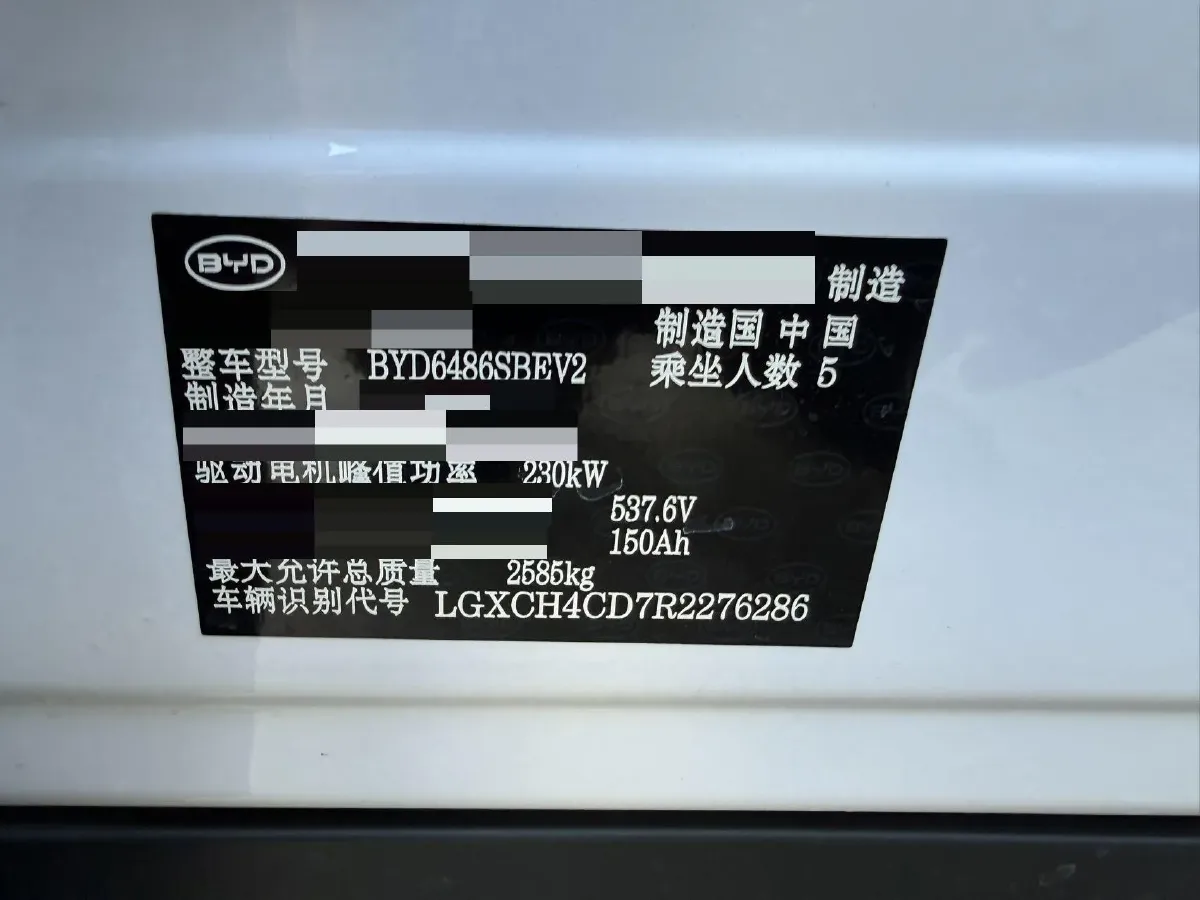 BYD
制造
制造国 中国
整车型号 BYD6486SBEV2
乘坐人数 5
制造年月
驱动电机峰值功率 230kW
537.6V
150Ah
最大允许总质量 2585kg
车辆识别代号 LGXCH4CD7R2276286